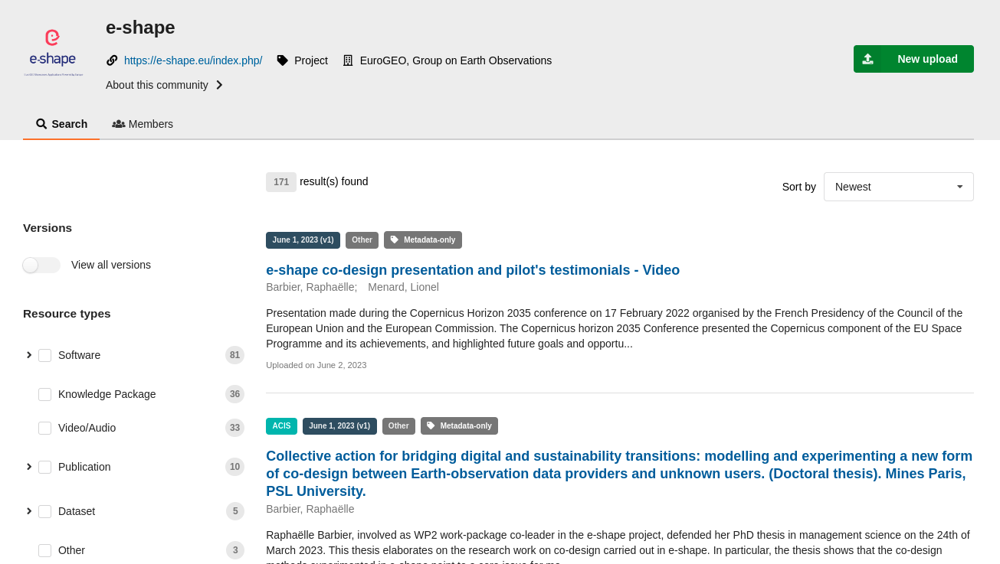 e-shape
e-shape
https://e-shape.eu/index.php/ Project EuroGEO, Group on Earth Observations
New upload
About this community
Search Members
171 result(s) found
Sort by Newest
Versions
View all versions
Resource types
Software 81
Knowledge Package 36
Video/Audio 33
Publication 10
Dataset 5
Other 3
June 1, 2023 (v1) Other Metadata-only
e-shape co-design presentation and pilot's testimonials - Video
Barbier, Raphaëlle; Menard, Lionel
Presentation made during the Copernicus Horizon 2035 conference on 17 February 2022 organised by the French Presidency of the Council of the
European Union and the European Commission. The Copernicus horizon 2035 Conference presented the Copernicus component of the EU Space
Programme and its achievements, and highlighted future goals and opportu...
Uploaded on June 2, 2023
ACIS June 1, 2023 (v1) Other Metadata-only
Collective action for bridging digital and sustainability transitions: modelling and experimenting a new form
of co-design between Earth-observation data providers and unknown users. (Doctoral thesis). Mines Paris,
PSL University.
Barbier, Raphaëlle
Raphaëlle Barbier, involved as WP2 work-package co-leader in the e-shape project, defended her PhD thesis in management science on the 24th of
March 2023. This thesis elaborates on the research work on co-design carried out in e-shape. In particular, the thesis shows that the co-design